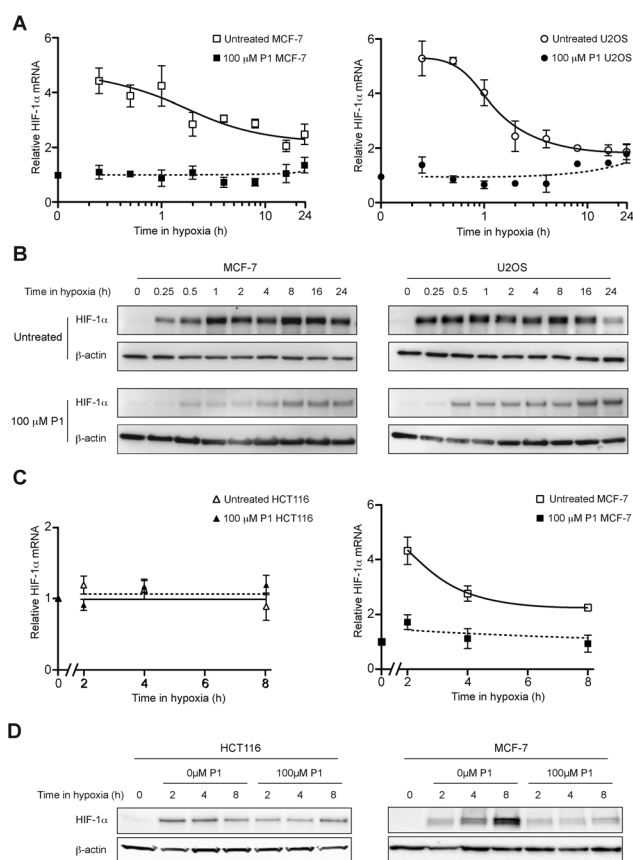 A
Relative HIF-1α mRNA
6
4
2
0
□ Untreated MCF-7
■ 100 µM P1 MCF-7
0
1
10
24
Time in hypoxia (h)
Relative HIF-1α mRNA
6
4
2
0
○ Untreated U2OS
● 100 µM P1 U2OS
0
1
10
24
Time in hypoxia (h)
B
MCF-7
U2OS
Time in hypoxia (h) 0 0.25 0.5 1 2 4 8 16 24 0 0.25 0.5 1 2 4 8 16 24
Untreated
HIF-1α
β-actin
100 µM P1
HIF-1α
β-actin
C
Relative HIF-1α mRNA
2
1
0
△ Untreated HCT116
▲ 100 µM P1 HCT116
0 2 4 6 8
Time in hypoxia (h)
Relative HIF-1α mRNA
6
4
2
0
□ Untreated MCF-7
■ 100 µM P1 MCF-7
0 2 4 6 8
Time in hypoxia (h)
D
HCT116
MCF-7
0µM P1 100µM P1 0µM P1 100µM P1
Time in hypoxia (h) 0 2 4 8 2 4 8 0 2 4 8 2 4 8
HIF-1α
β-actin